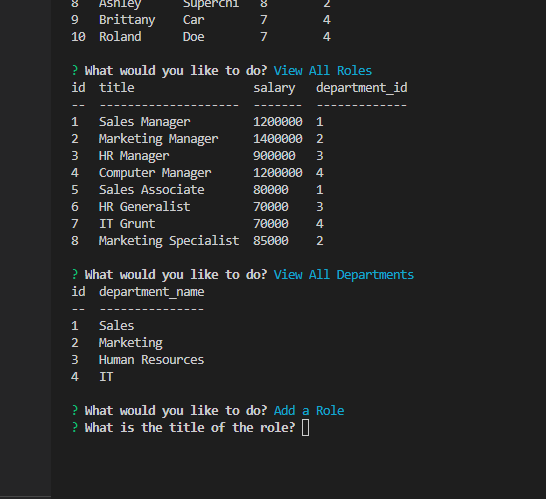 8 Ashley Superchi 8 2
9 Brittany Car 7 4
10 Roland Doe 7 4
? What would you like to do? View All Roles
id title salary department_id
-- -------------------- ------- -------------
1 Sales Manager 1200000 1
2 Marketing Manager 1400000 2
3 HR Manager 900000 3
4 Computer Manager 1200000 4
5 Sales Associate 80000 1
6 HR Generalist 70000 3
7 IT Grunt 70000 4
8 Marketing Specialist 85000 2
? What would you like to do? View All Departments
id department_name
-- ---------------
1 Sales
2 Marketing
3 Human Resources
4 IT
? What would you like to do? Add a Role
? What is the title of the role?